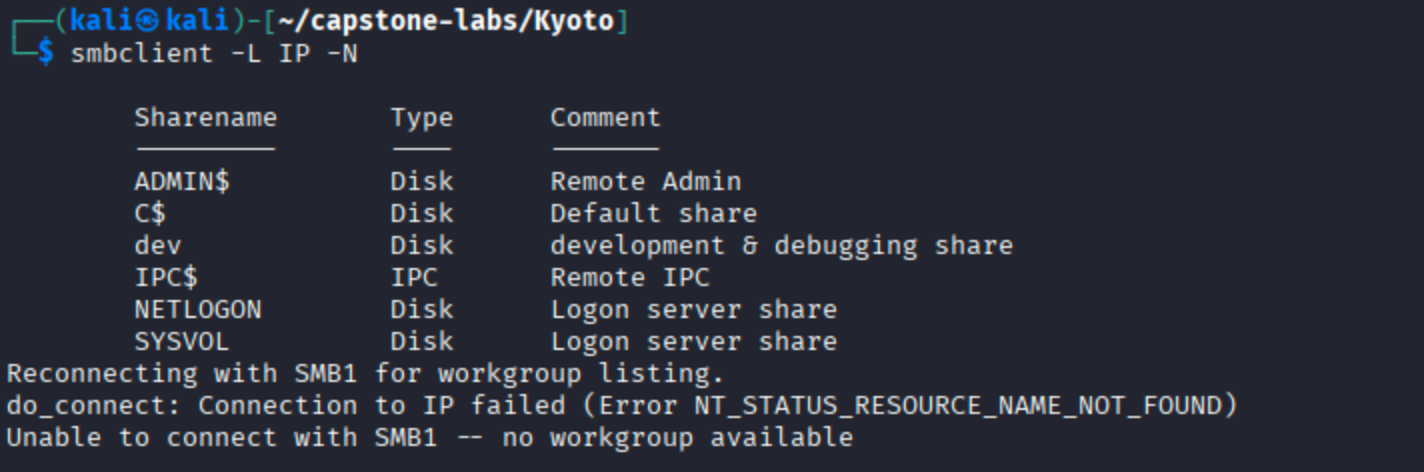 ┌──(kali㉿kali)-[~/capstone-labs/Kyoto]
└─$ smbclient -L IP -N
Sharename       Type      Comment
---------       ----      -------
ADMIN$          Disk      Remote Admin
C$              Disk      Default share
dev             Disk      development & debugging share
IPC$            IPC       Remote IPC
NETLOGON        Disk      Logon server share
SYSVOL          Disk      Logon server share
Reconnecting with SMB1 for workgroup listing.
do_connect: Connection to IP failed (Error NT_STATUS_RESOURCE_NAME_NOT_FOUND)
Unable to connect with SMB1 -- no workgroup available